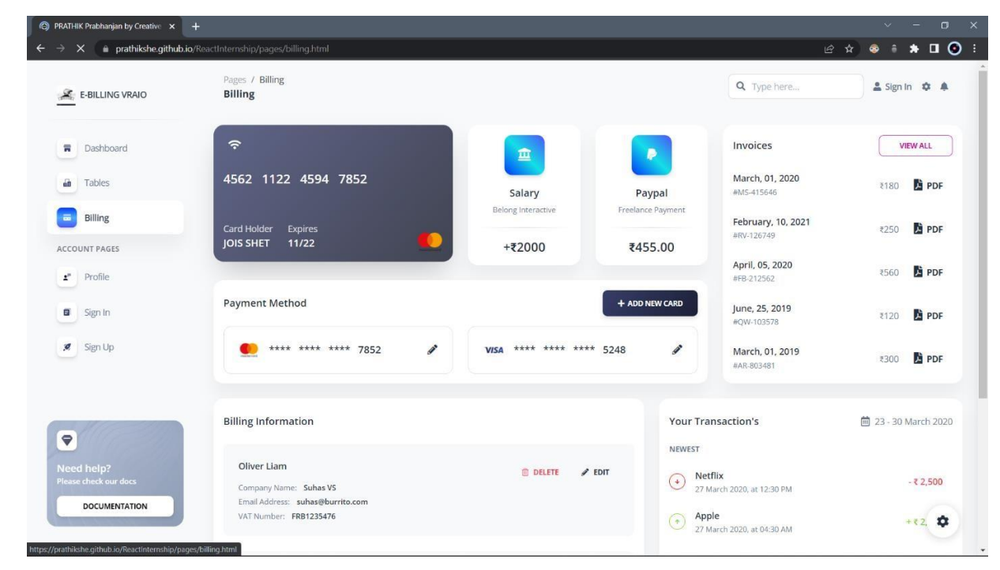 PRATHIK Prabhanjan by Creative
prathikshe.github.io/ReactInternship/pages/billing.html
E-BILLING VRAIO
Dashboard
Tables
Billing
ACCOUNT PAGES
Profile
Sign In
Sign Up
Need help?
Please check our docs
DOCUMENTATION
Pages / Billing
Billing
Type here...
Sign In
4562 1122 4594 7852
Card Holder Expires
JOIS SHET 11/22
Salary
Belong Interactive
+₹2000
Paypal
Freelance Payment
₹455.00
Invoices
VIEW ALL
March, 01, 2020
#MS-415646
₹180 PDF
February, 10, 2021
#RV-126749
₹250 PDF
April, 05, 2020
#FB-212562
₹560 PDF
June, 25, 2019
#QW-103578
₹120 PDF
March, 01, 2019
#AR-803481
₹300 PDF
Payment Method
+ ADD NEW CARD
**** **** **** 7852
VISA **** **** **** 5248
Billing Information
Oliver Liam
DELETE EDIT
Company Name: Suhas VS
Email Address: suhas@burrito.com
VAT Number: FRB1235476
Your Transaction's
23 - 30 March 2020
NEWEST
Netflix
27 March 2020, at 12:30 PM
- ₹ 2,500
Apple
27 March 2020, at 04:30 AM
+ ₹ 2,
https://prathikshe.github.io/ReactInternship/pages/billing.html